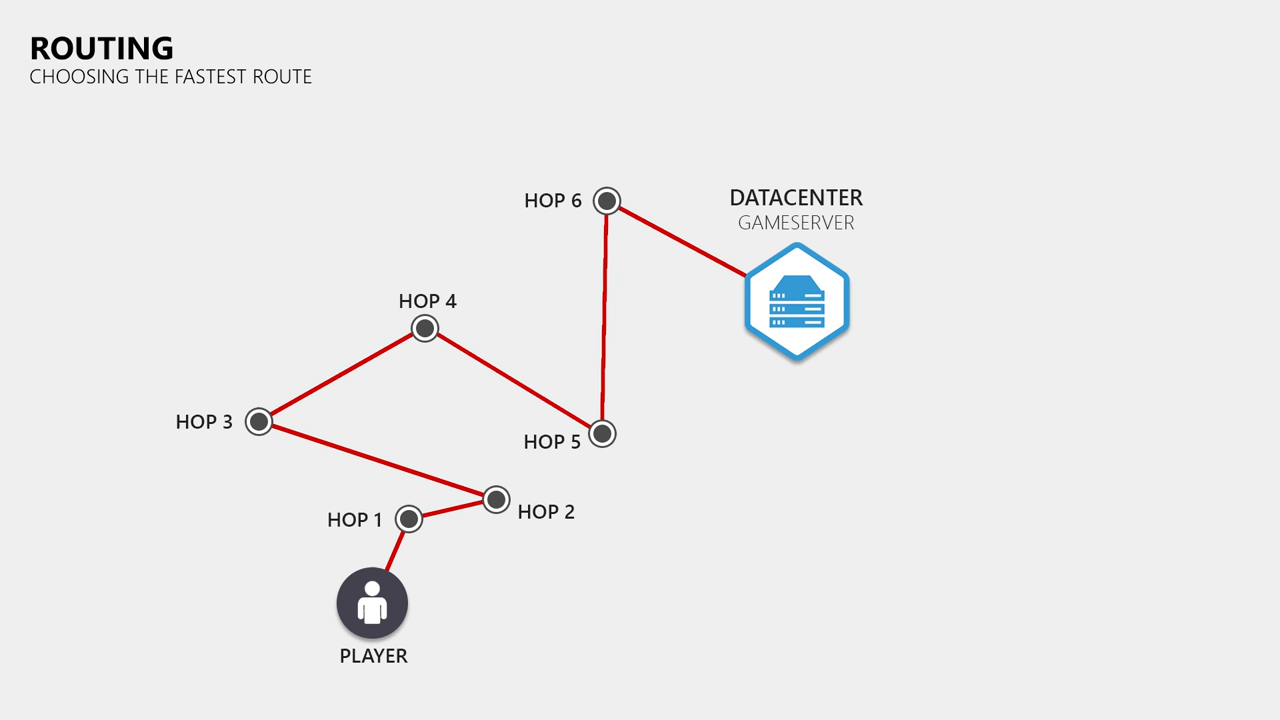 ROUTING
CHOOSING THE FASTEST ROUTE
HOP 6
DATACENTER
GAMESERVER
HOP 4
HOP 3
HOP 5
HOP 2
HOP 1
PLAYER